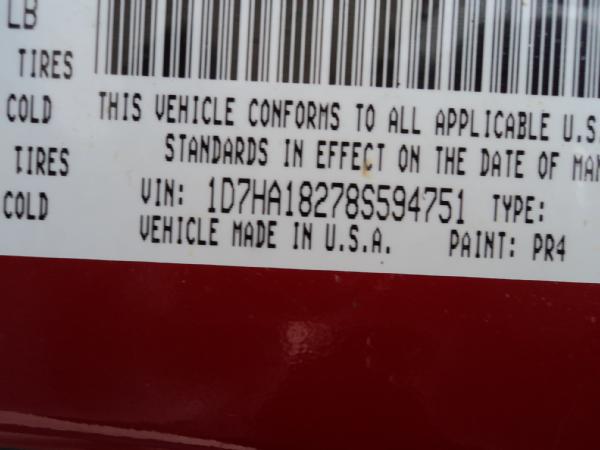 LB
TIRES
COLD THIS VEHICLE CONFORMS TO ALL APPLICABLE U.S.
TIRES STANDARDS IN EFFECT ON THE DATE OF MAN
COLD VIN: 1D7HA18278S594751 TYPE:
VEHICLE MADE IN U.S.A. PAINT: PR4